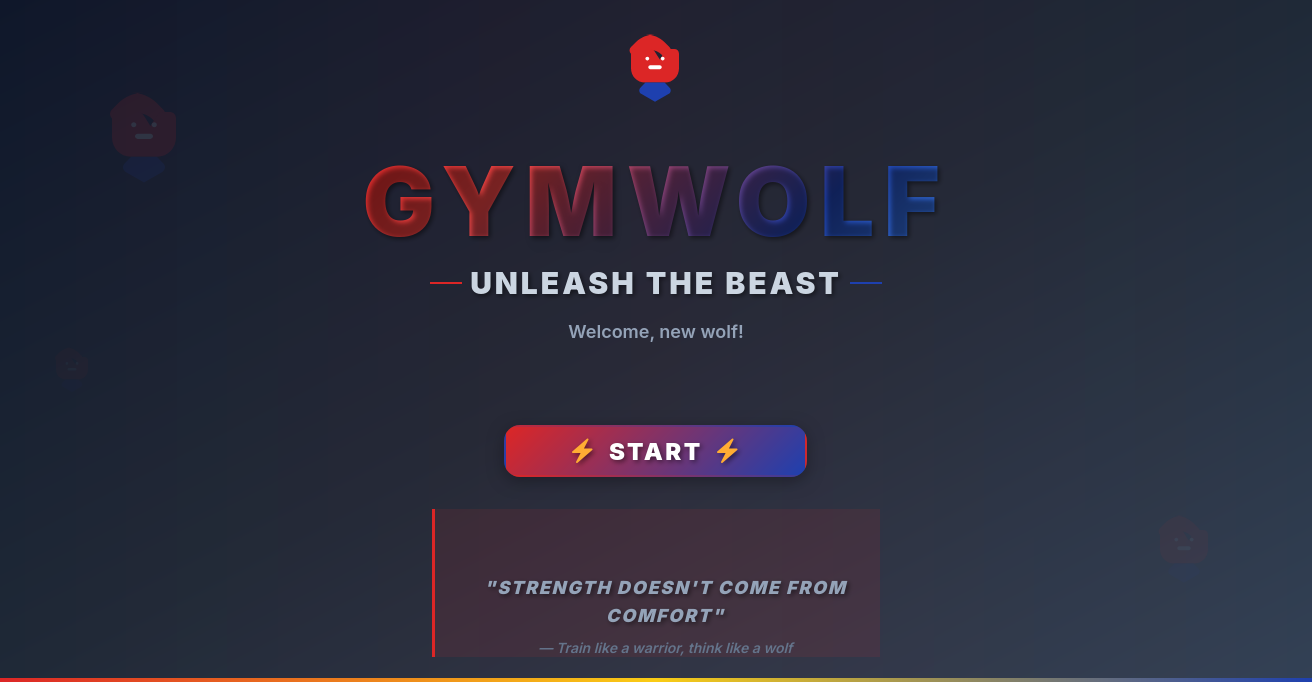 GYMWOLF
UNLEASH THE BEAST
Welcome, new wolf!
⚡ START ⚡
"STRENGTH DOESN'T COME FROM
COMFORT"
— Train like a warrior, think like a wolf